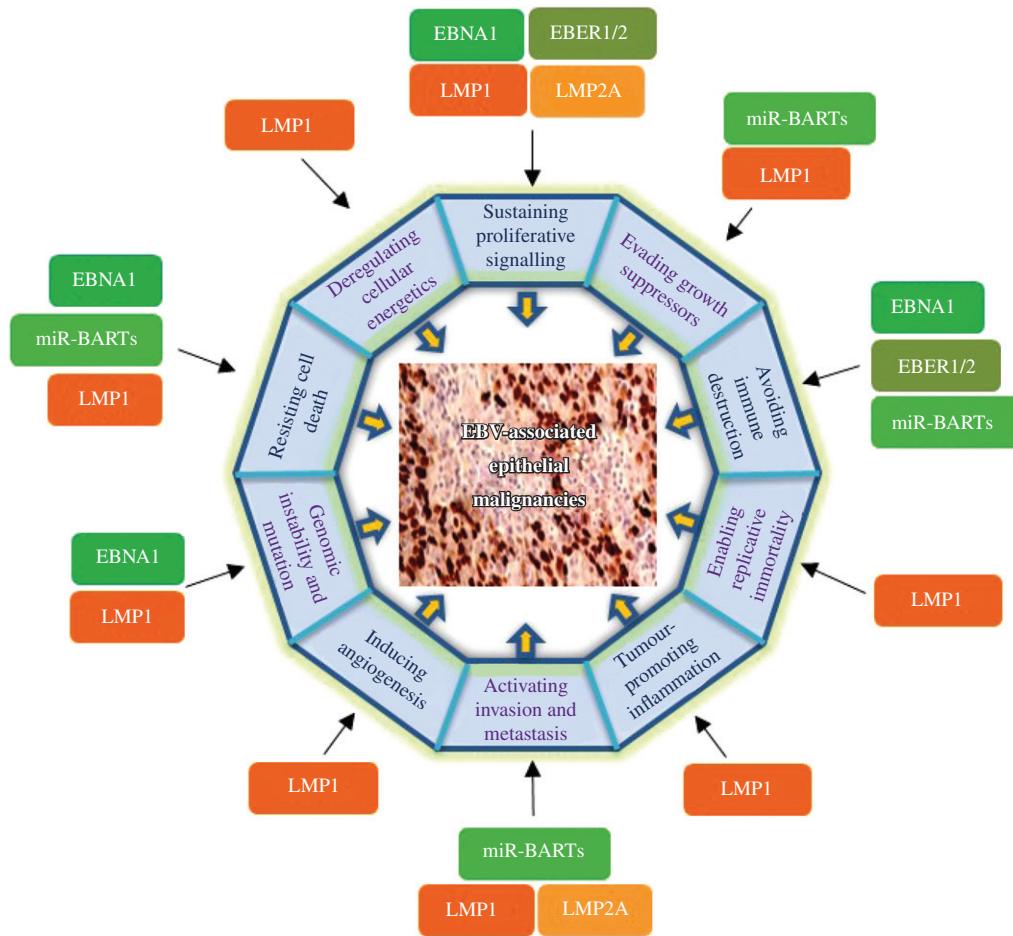 EBNA1
EBER1/2
LMP1
LMP2A
LMP1
miR-BARTs
LMP1
Sustaining
proliferative
signalling
Evading growth
suppressors
Deregulating
cellular
energetics
EBNA1
miR-BARTs
LMP1
EBNA1
EBER1/2
miR-BARTs
Resisting cell
death
Avoiding
immune
destruction
EBV-associated
epithelial
malignancies
Genomic
instability and
mutation
Enabling
replicative
immortality
EBNA1
LMP1
LMP1
Inducing
angiogenesis
Activating
invasion and
metastasis
Tumour-
promoting
inflammation
LMP1
LMP1
miR-BARTs
LMP1
LMP2A